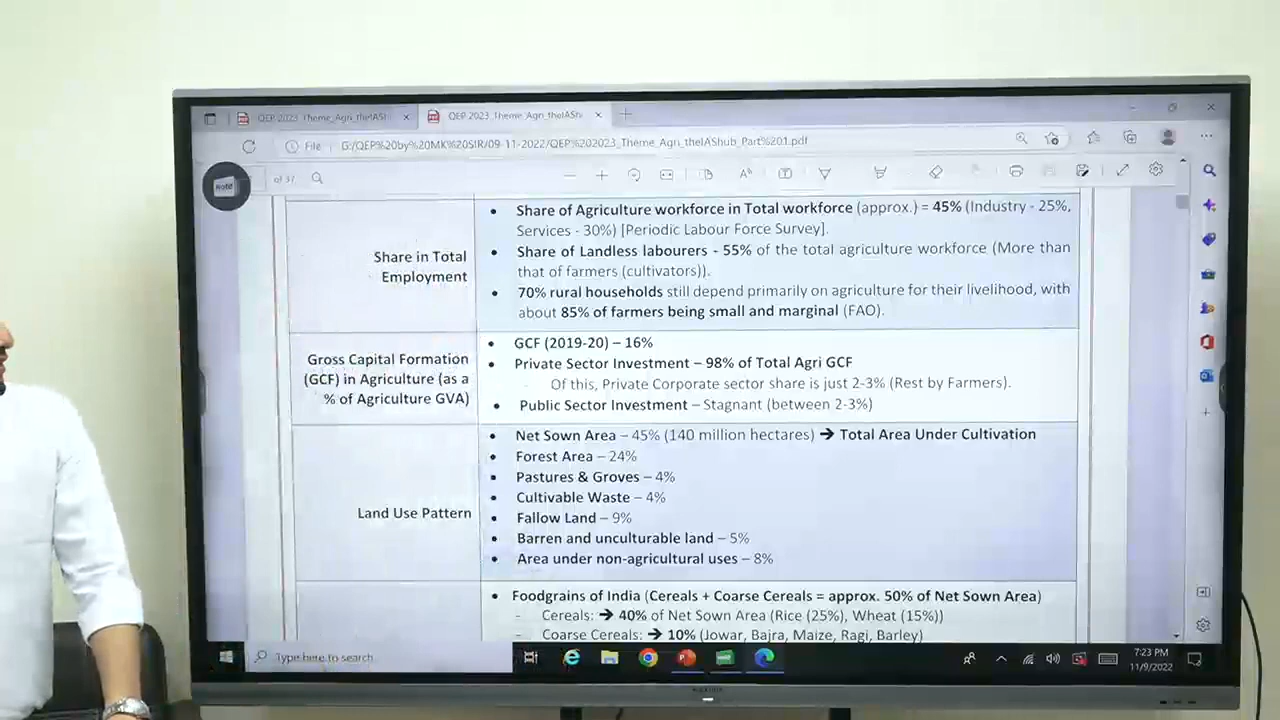 QEP 2023_Theme_Agri_theIASh
QEP 2023_Theme_Agri_theIAShu
File
G:/QEP%20by%20MK%20SIR/09-11-2022/QEP%202023_Theme_Agri_theIAShub_Part%201.pdf
Note
of 37
Share in Total
Employment
• Share of Agriculture workforce in Total workforce (approx.) = 45% (Industry - 25%,
Services - 30%) [Periodic Labour Force Survey].
• Share of Landless labourers - 55% of the total agriculture workforce (More than
that of farmers (cultivators)).
• 70% rural households still depend primarily on agriculture for their livelihood, with
about 85% of farmers being small and marginal (FAO).
Gross Capital Formation
(GCF) in Agriculture (as a
% of Agriculture GVA)
• GCF (2019-20) – 16%
• Private Sector Investment – 98% of Total Agri GCF
- Of this, Private Corporate sector share is just 2-3% (Rest by Farmers).
• Public Sector Investment – Stagnant (between 2-3%)
Land Use Pattern
• Net Sown Area – 45% (140 million hectares) ➔ Total Area Under Cultivation
• Forest Area – 24%
• Pastures & Groves – 4%
• Cultivable Waste – 4%
• Fallow Land – 9%
• Barren and unculturable land – 5%
• Area under non-agricultural uses – 8%
• Foodgrains of India (Cereals + Coarse Cereals = approx. 50% of Net Sown Area)
- Cereals: ➔ 40% of Net Sown Area (Rice (25%), Wheat (15%))
- Coarse Cereals: ➔ 10% (Jowar, Bajra, Maize, Ragi, Barley)
Type here to search
7:23 PM
11/9/2022